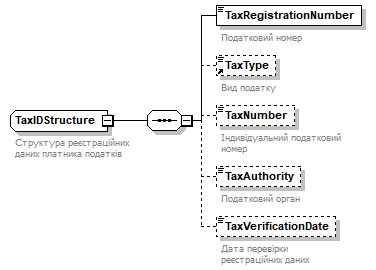 TaxRegistrationNumber
Податковий номер
TaxType
Вид податку
TaxIDStructure
Структура реєстраційних
даних платника податків
TaxNumber
Індивідуальний податковий
номер
TaxAuthority
Податковий орган
TaxVerificationDate
Дата перевірки
реєстраційних даних